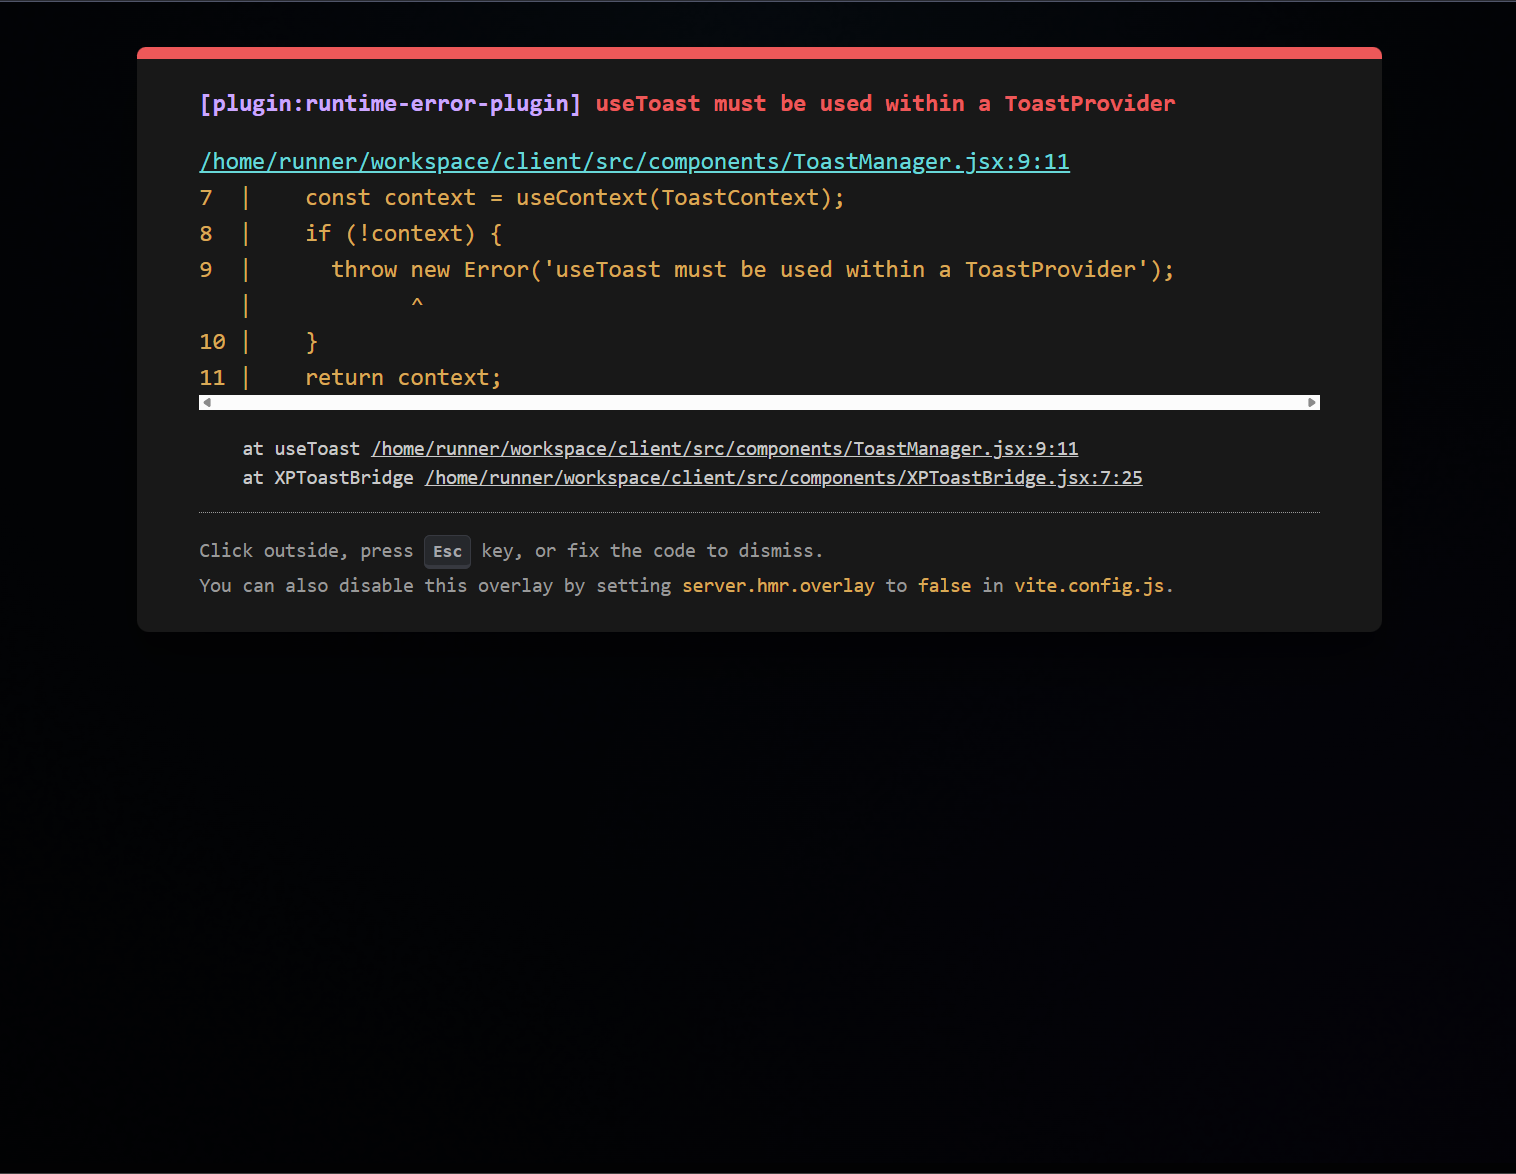 [plugin:runtime-error-plugin] useToast must be used within a ToastProvider
/home/runner/workspace/client/src/components/ToastManager.jsx:9:11
7  |    const context = useContext(ToastContext);
8  |    if (!context) {
9  |      throw new Error('useToast must be used within a ToastProvider');
   |            ^
10 |    }
11 |    return context;
    at useToast /home/runner/workspace/client/src/components/ToastManager.jsx:9:11
    at XPToastBridge /home/runner/workspace/client/src/components/XPToastBridge.jsx:7:25
Click outside, press Esc key, or fix the code to dismiss.
You can also disable this overlay by setting server.hmr.overlay to false in vite.config.js.